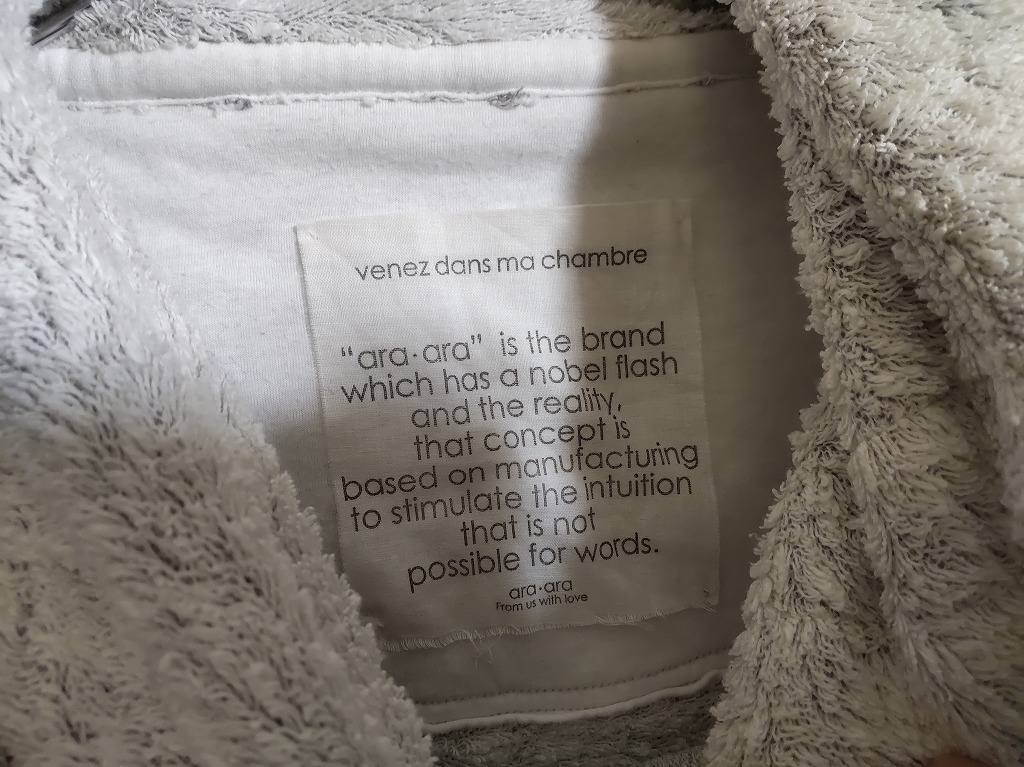 venez dans ma chambre
"ara·ara" is the brand
which has a nobel flash
and the reality,
that concept is
based on manufacturing
to stimulate the intuition
that is not
possible for words.
ara·ara
From us with love